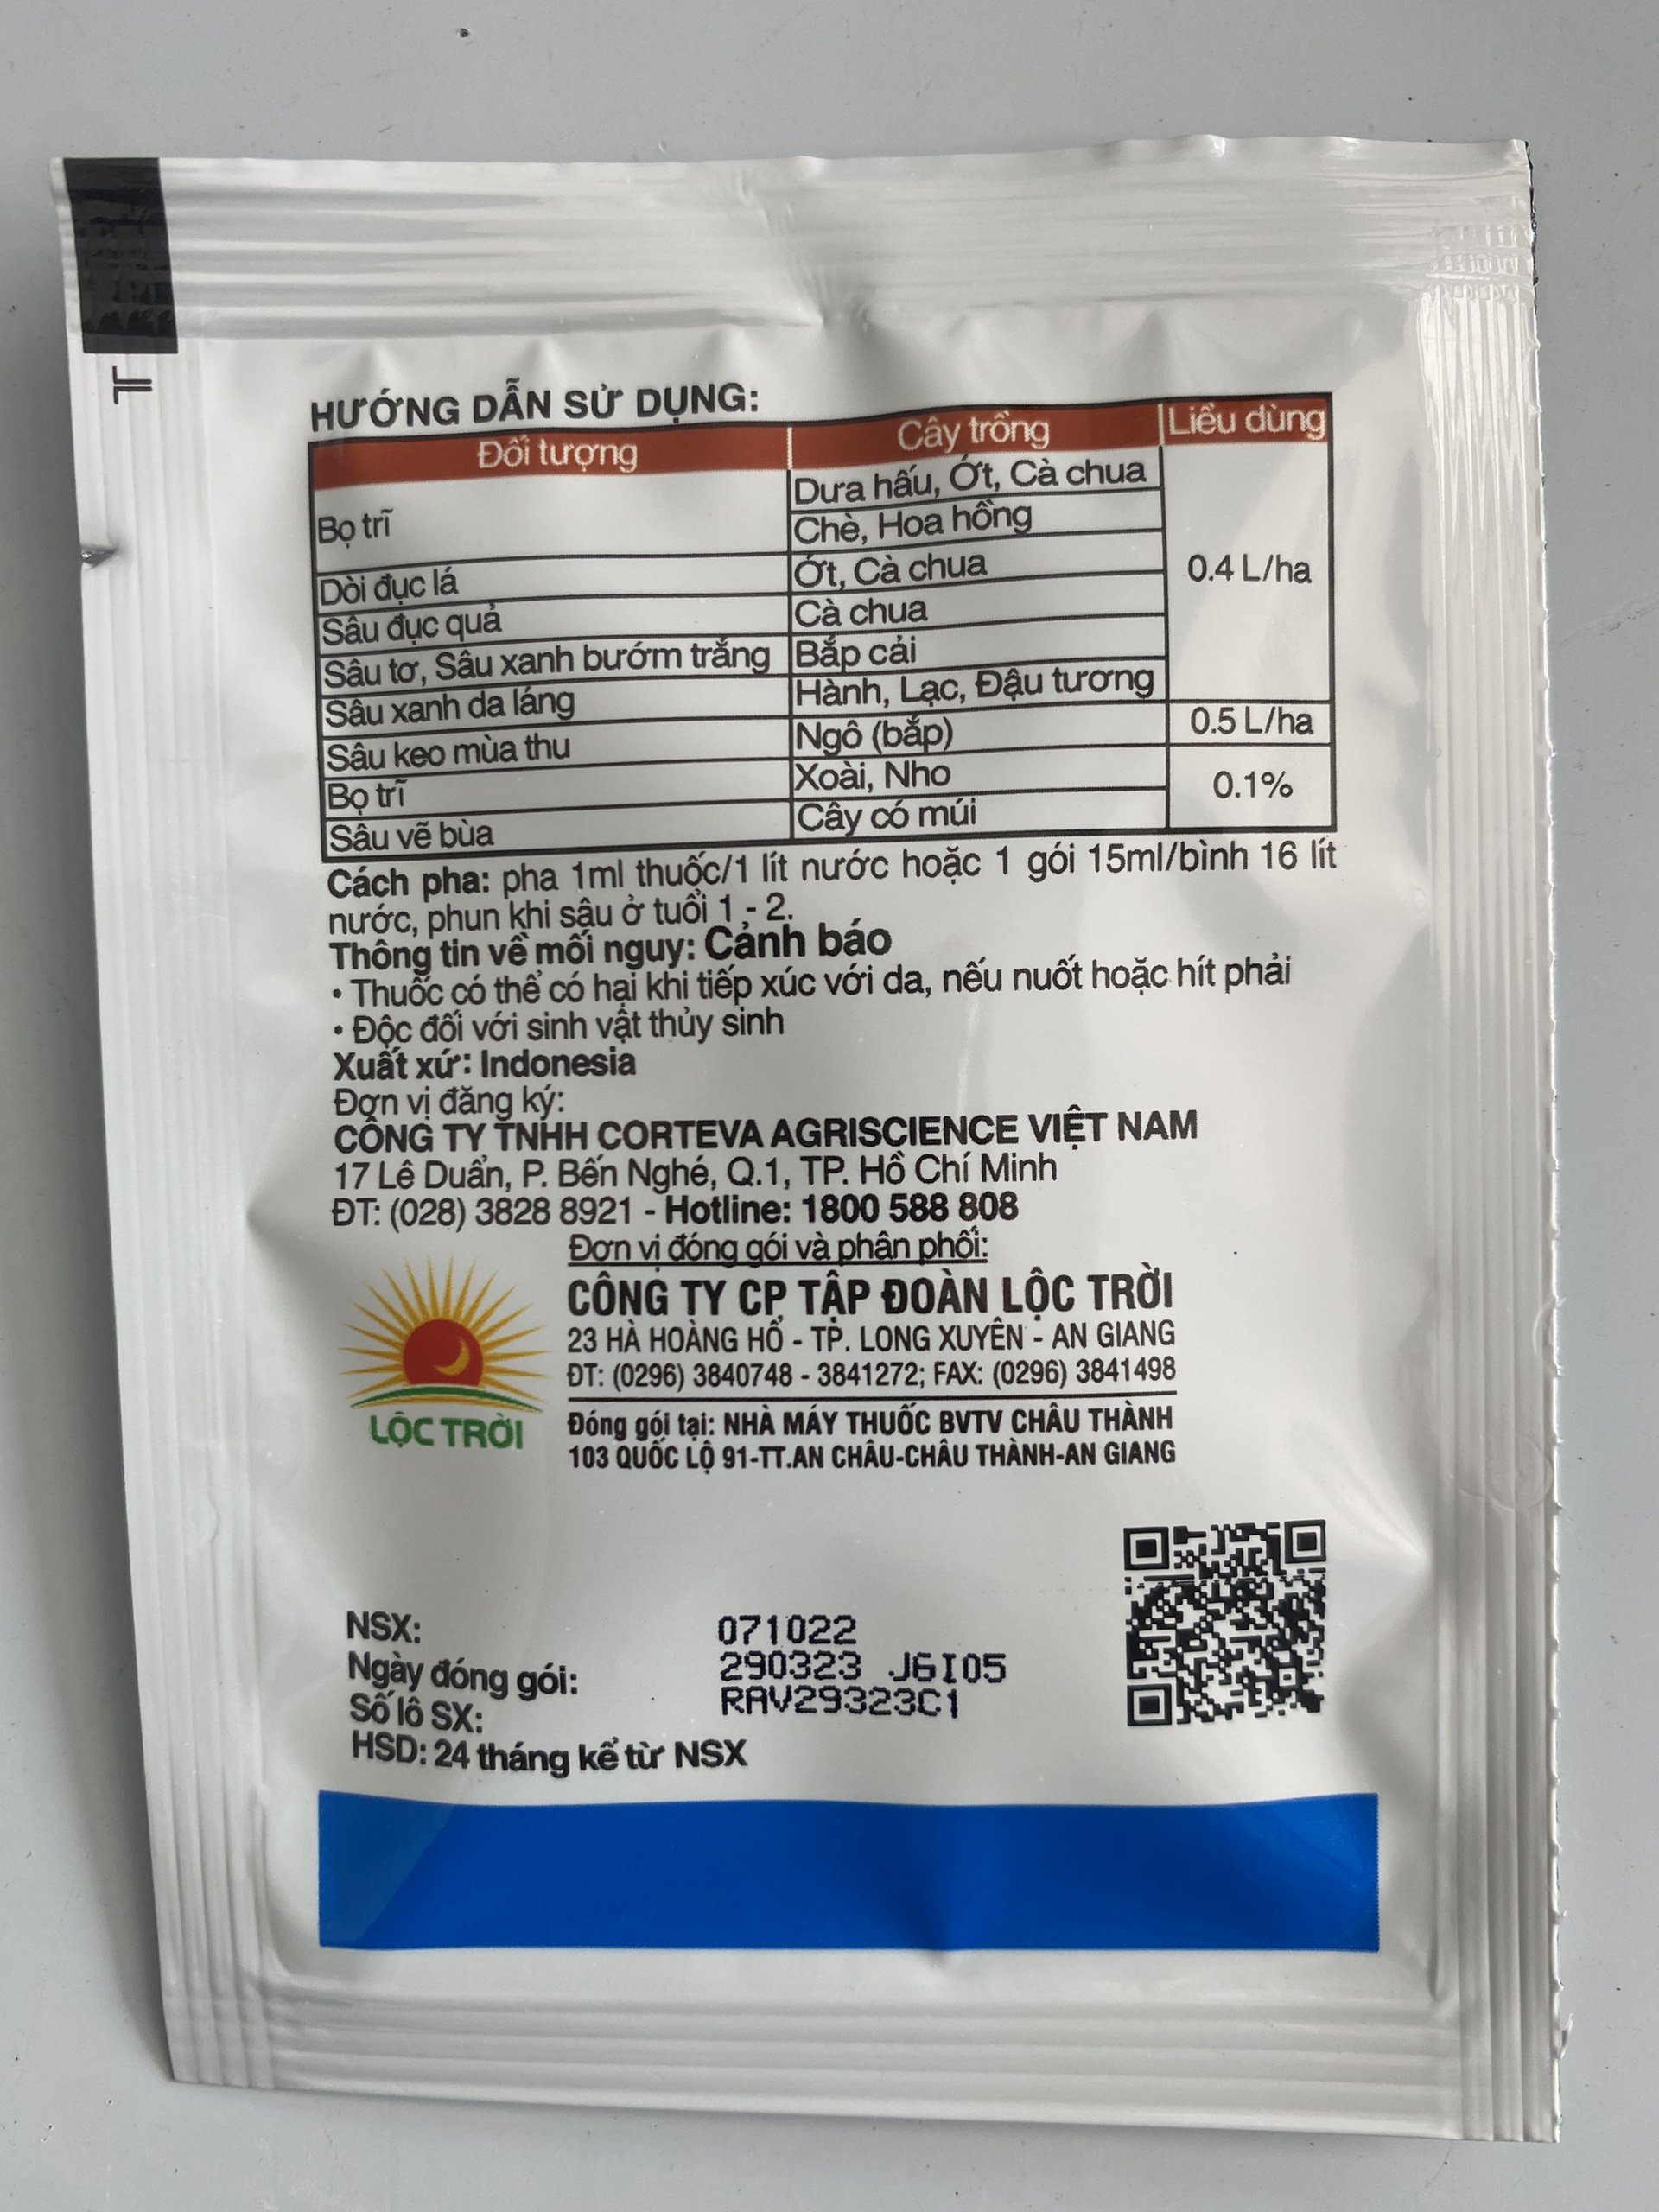 HƯỚNG DẪN SỬ DỤNG:
Đối tượng Cây trồng Liều dùng
Bọ trĩ Dưa hấu, Ớt, Cà chua 0.4 L/ha
Chè, Hoa hồng
Dòi đục lá Ớt, Cà chua
Sâu đục quả Cà chua
Sâu tơ, Sâu xanh bướm trắng Bắp cải
Sâu xanh da láng Hành, Lạc, Đậu tương
Sâu keo mùa thu Ngô (bắp) 0.5 L/ha
Bọ trĩ Xoài, Nho 0.1%
Sâu vẽ bùa Cây có múi
Cách pha: pha 1ml thuốc/1 lít nước hoặc 1 gói 15ml/bình 16 lít
nước, phun khi sâu ở tuổi 1 - 2.
Thông tin về mối nguy: Cảnh báo
• Thuốc có thể có hại khi tiếp xúc với da, nếu nuốt hoặc hít phải
• Độc đối với sinh vật thủy sinh
Xuất xứ: Indonesia
Đơn vị đăng ký:
CÔNG TY TNHH CORTEVA AGRISCIENCE VIỆT NAM
17 Lê Duẩn, P. Bến Nghé, Q.1, TP. Hồ Chí Minh
ĐT: (028) 3828 8921 - Hotline: 1800 588 808
Đơn vị đóng gói và phân phối:
CÔNG TY CP TẬP ĐOÀN LỘC TRỜI
23 HÀ HOÀNG HỔ - TP. LONG XUYÊN - AN GIANG
ĐT: (0296) 3840748 - 3841272; FAX: (0296) 3841498
LỘC TRỜI
Đóng gói tại: NHÀ MÁY THUỐC BVTV CHÂU THÀNH
103 QUỐC LỘ 91-TT.AN CHÂU-CHÂU THÀNH-AN GIANG
NSX: 071022
Ngày đóng gói: 290323 J6I05
Số lô SX: RAV29323C1
HSD: 24 tháng kể từ NSX